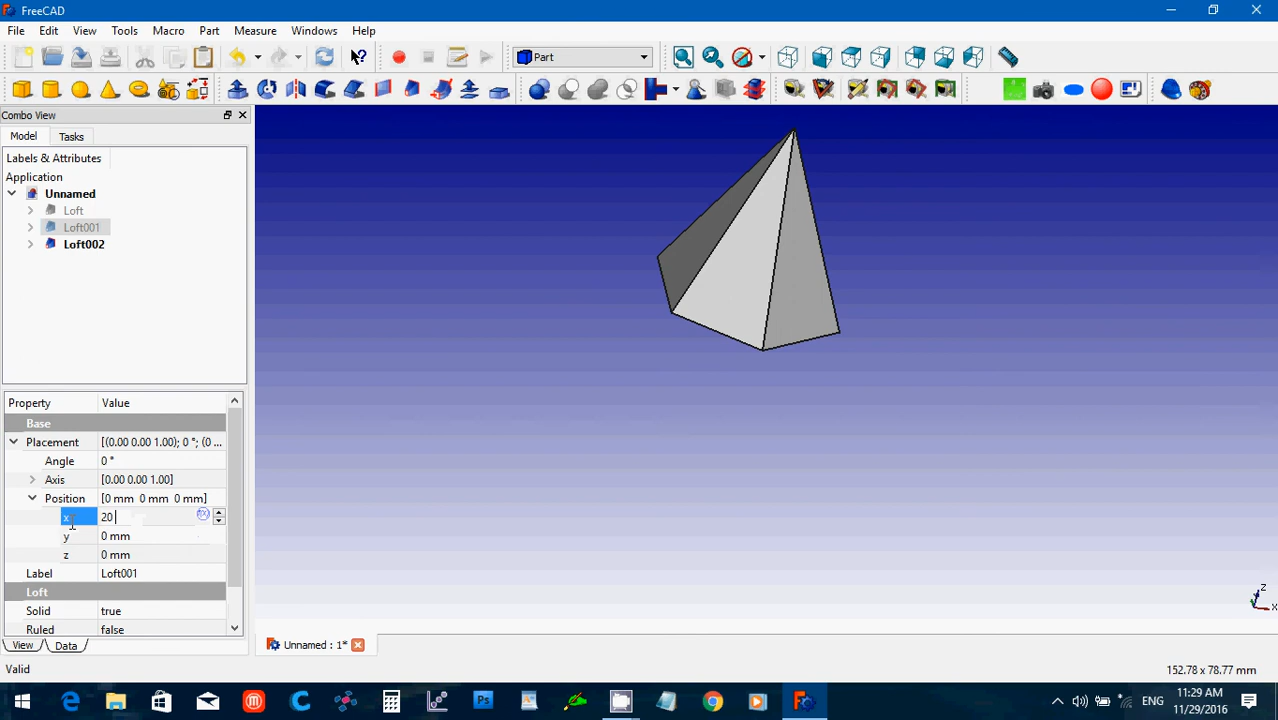 FreeCAD
File Edit View Tools Macro Part Measure Windows Help
Part
Combo View
Model Tasks
Labels & Attributes
Application
Unnamed
Loft
Loft001
Loft002
Property Value
Base
Placement [(0.00 0.00 1.00); 0 °; (0 ...
Angle 0 °
Axis [0.00 0.00 1.00]
Position [0 mm 0 mm 0 mm]
x 20
y 0 mm
z 0 mm
Label Loft001
Loft
Solid true
Ruled false
View Data
Unnamed : 1*
Z
X
Valid
152.78 x 78.77 mm
ENG
11:29 AM
11/29/2016